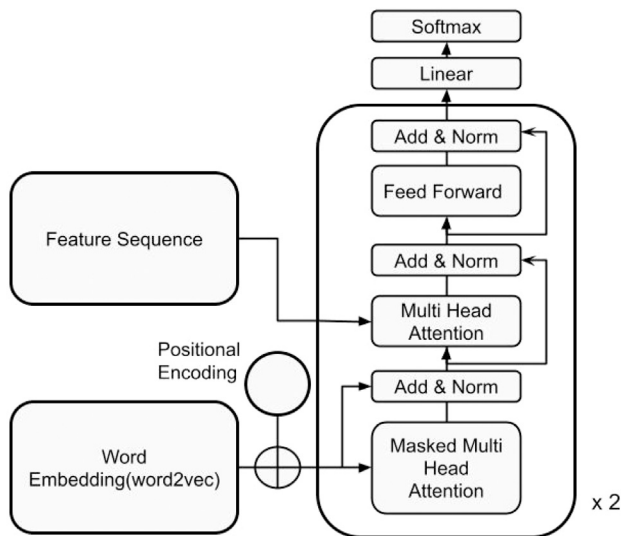 Softmax
Linear
Add & Norm
Feed Forward
Add & Norm
Multi Head
Attention
Add & Norm
Masked Multi
Head
Attention
x 2
Feature Sequence
Positional
Encoding
Word
Embedding(word2vec)